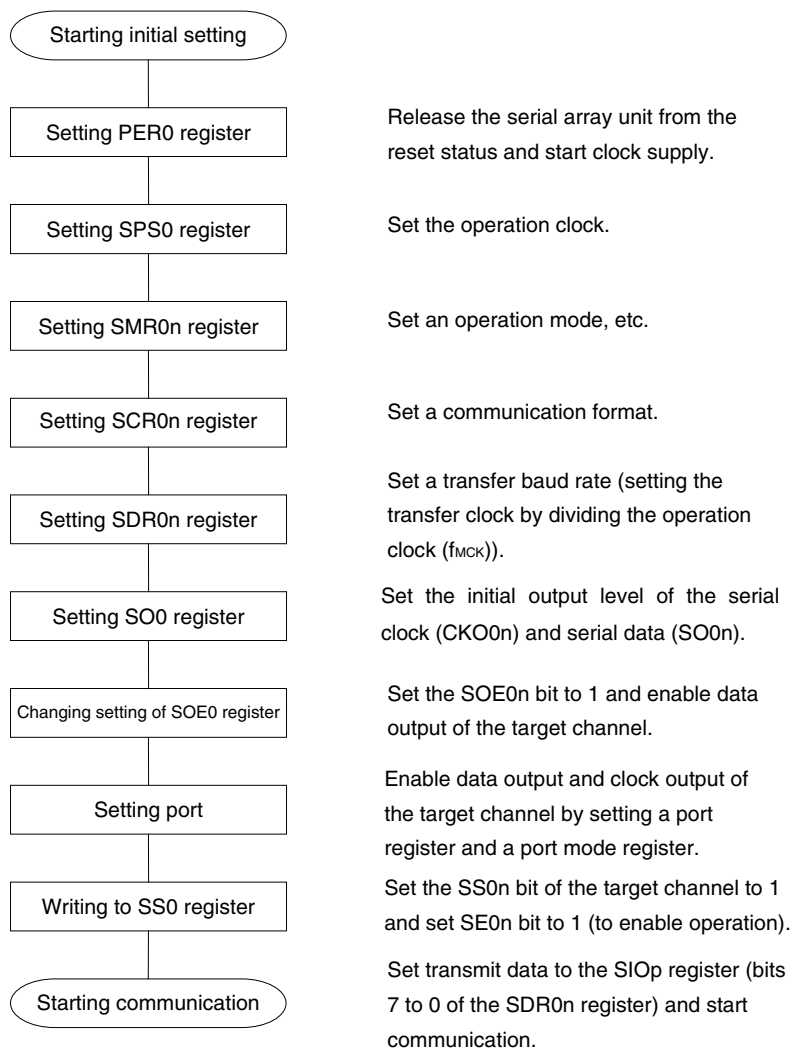 Starting initial setting
Setting PER0 register
Release the serial array unit from the
reset status and start clock supply.
Setting SPS0 register
Set the operation clock.
Setting SMR0n register
Set an operation mode, etc.
Setting SCR0n register
Set a communication format.
Setting SDR0n register
Set a transfer baud rate (setting the
transfer clock by dividing the operation
clock (fMCK)).
Setting SO0 register
Set the initial output level of the serial
clock (CKO0n) and serial data (SO0n).
Changing setting of SOE0 register
Set the SOE0n bit to 1 and enable data
output of the target channel.
Setting port
Enable data output and clock output of
the target channel by setting a port
register and a port mode register.
Writing to SS0 register
Set the SS0n bit of the target channel to 1
and set SE0n bit to 1 (to enable operation).
Starting communication
Set transmit data to the SIOp register (bits
7 to 0 of the SDR0n register) and start
communication.